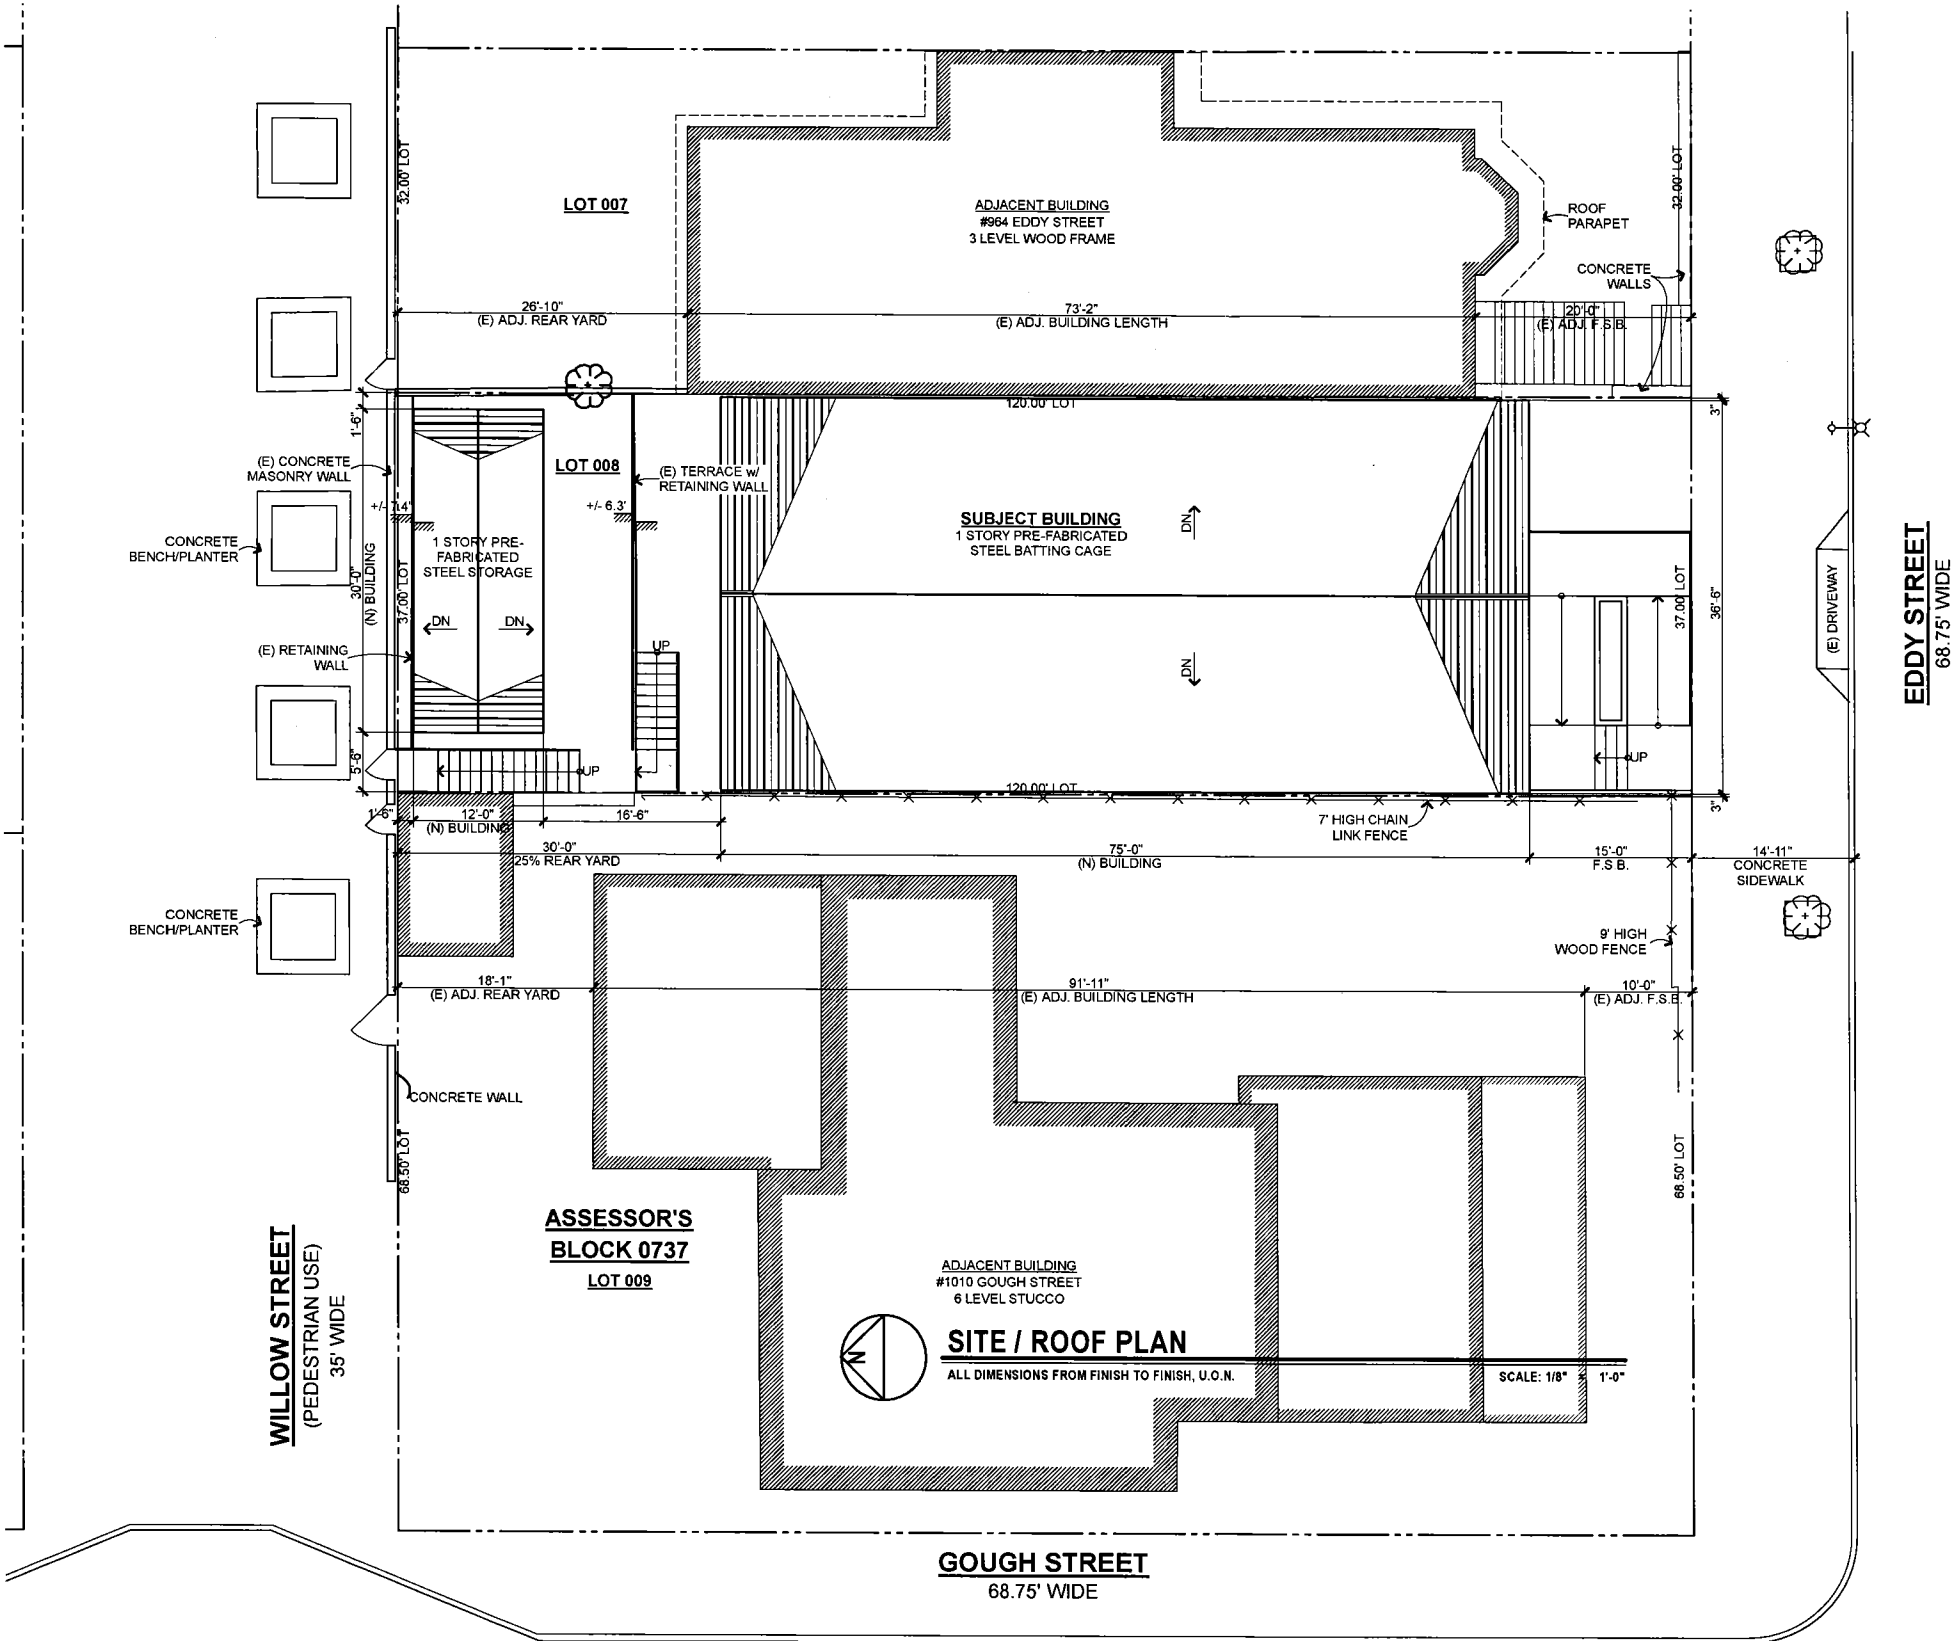 32.00' LOT
LOT 007
ADJACENT BUILDING
#964 EDDY STREET
3 LEVEL WOOD FRAME
32.00' LOT
ROOF
PARAPET
CONCRETE
WALLS
26'-10"
(E) ADJ. REAR YARD
73'-2"
(E) ADJ. BUILDING LENGTH
20'-0"
(E) ADJ. F.S.B.
120.00' LOT
3"
1'-6"
(E) CONCRETE
MASONRY WALL
LOT 008
(E) TERRACE w/
RETAINING WALL
+/- 7.4'
+/- 6.3'
CONCRETE
BENCH/PLANTER
1 STORY PRE-
FABRICATED
STEEL STORAGE
SUBJECT BUILDING
1 STORY PRE-FABRICATED
STEEL BATTING CAGE
DN
30'-0"
(N) BUILDING
37.00' LOT
37.00' LOT
36'-6"
(E) DRIVEWAY
EDDY STREET
68.75' WIDE
DN
DN
(E) RETAINING
WALL
UP
DN
5'-6"
UP
UP
120.00' LOT
3"
1'-6"
12'-0"
(N) BUILDING
16'-6"
7' HIGH CHAIN
LINK FENCE
30'-0"
25% REAR YARD
75'-0"
(N) BUILDING
15'-0"
F.S.B.
14'-11"
CONCRETE
SIDEWALK
CONCRETE
BENCH/PLANTER
9' HIGH
WOOD FENCE
18'-1"
(E) ADJ. REAR YARD
91'-11"
(E) ADJ. BUILDING LENGTH
10'-0"
(E) ADJ. F.S.B.
CONCRETE WALL
68.50' LOT
68.50' LOT
ASSESSOR'S
BLOCK 0737
LOT 009
WILLOW STREET
(PEDESTRIAN USE)
35' WIDE
ADJACENT BUILDING
#1010 GOUGH STREET
6 LEVEL STUCCO
N
SITE / ROOF PLAN
ALL DIMENSIONS FROM FINISH TO FINISH, U.O.N.
SCALE: 1/8" = 1'-0"
GOUGH STREET
68.75' WIDE